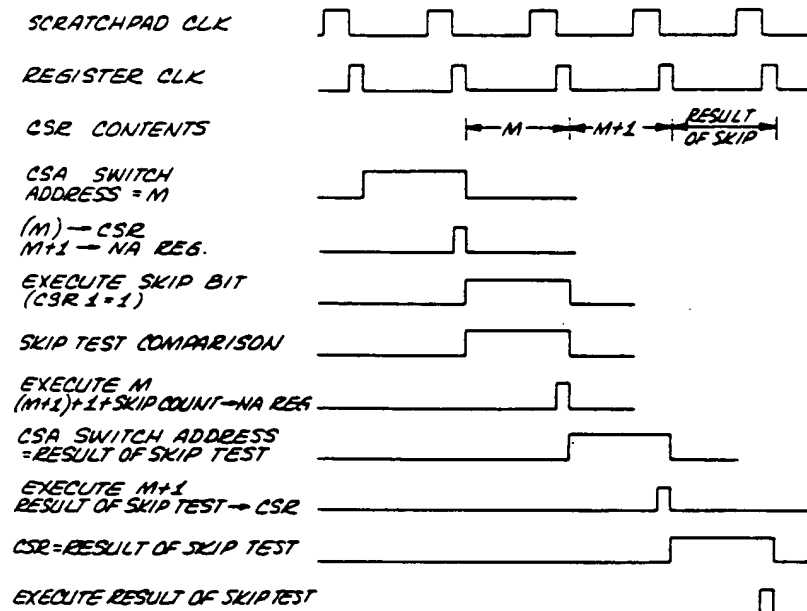 SCRATCHPAD CLK
REGISTER CLK
CSR CONTENTS
M
M+1
RESULT
OF SKIP
CSA SWITCH
ADDRESS = M
(M) → CSR
M+1 → NA REG.
EXECUTE SKIP BIT
(CSR 1 = 1)
SKIP TEST COMPARISON
EXECUTE M
(M+1)+1+SKIP COUNT→NA REG
CSA SWITCH ADDRESS
=RESULT OF SKIP TEST
EXECUTE M+1
RESULT OF SKIP TEST → CSR
CSR=RESULT OF SKIP TEST
EXECUTE RESULT OF SKIP TEST